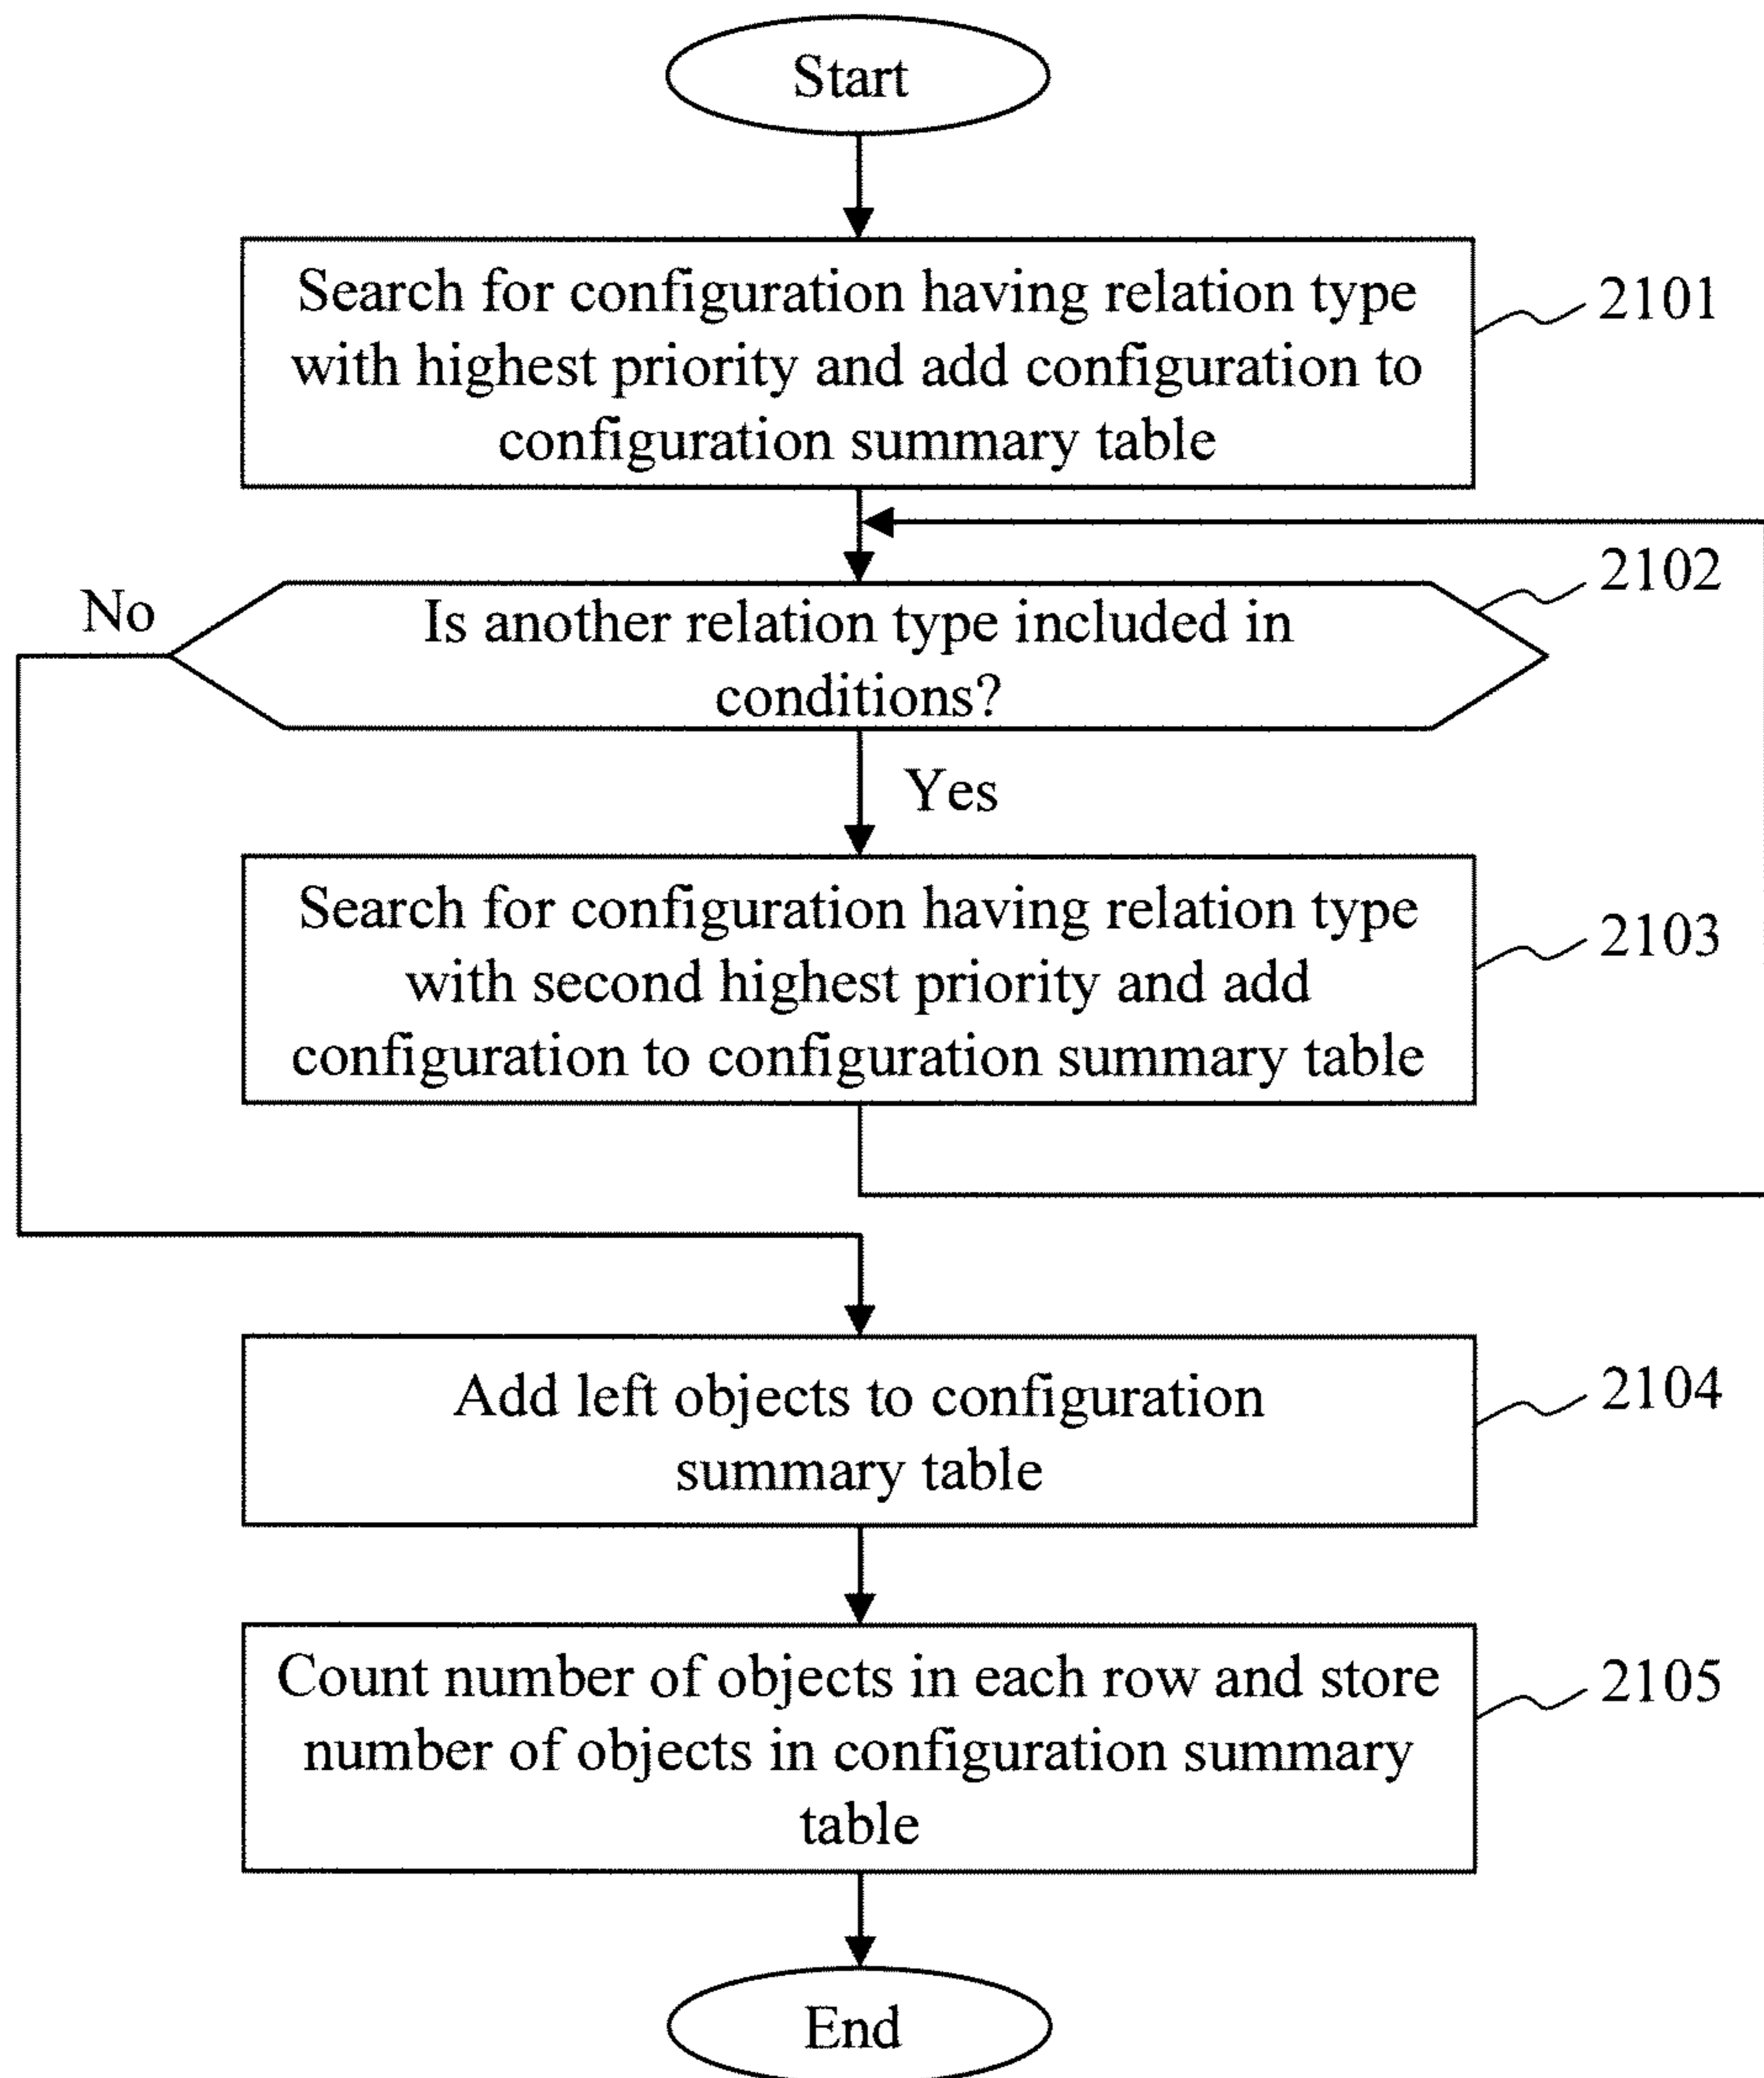 Start
Search for configuration having relation type
with highest priority and add configuration to
configuration summary table
2101
2102
No
Is another relation type included in
conditions?
Yes
Search for configuration having relation type
with second highest priority and add
configuration to configuration summary table
2103
Add left objects to configuration
summary table
2104
Count number of objects in each row and store
number of objects in configuration summary
table
2105
End